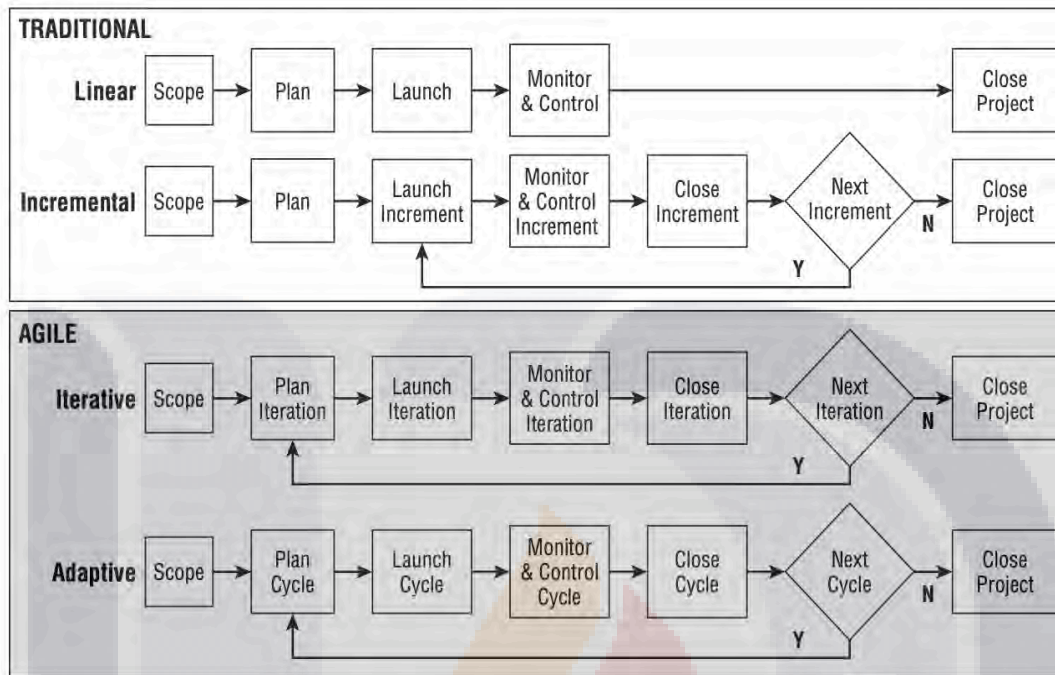 TRADITIONAL
Linear
Scope
Plan
Launch
Monitor
& Control
Close
Project
Incremental
Scope
Plan
Launch
Increment
Monitor
& Control
Increment
Close
Increment
Next
Increment
N
Close
Project
Y
AGILE
Iterative
Scope
Plan
Iteration
Launch
Iteration
Monitor
& Control
Iteration
Close
Iteration
Next
Iteration
N
Close
Project
Y
Adaptive
Scope
Plan
Cycle
Launch
Cycle
Monitor
& Control
Cycle
Close
Cycle
Next
Cycle
N
Close
Project
Y